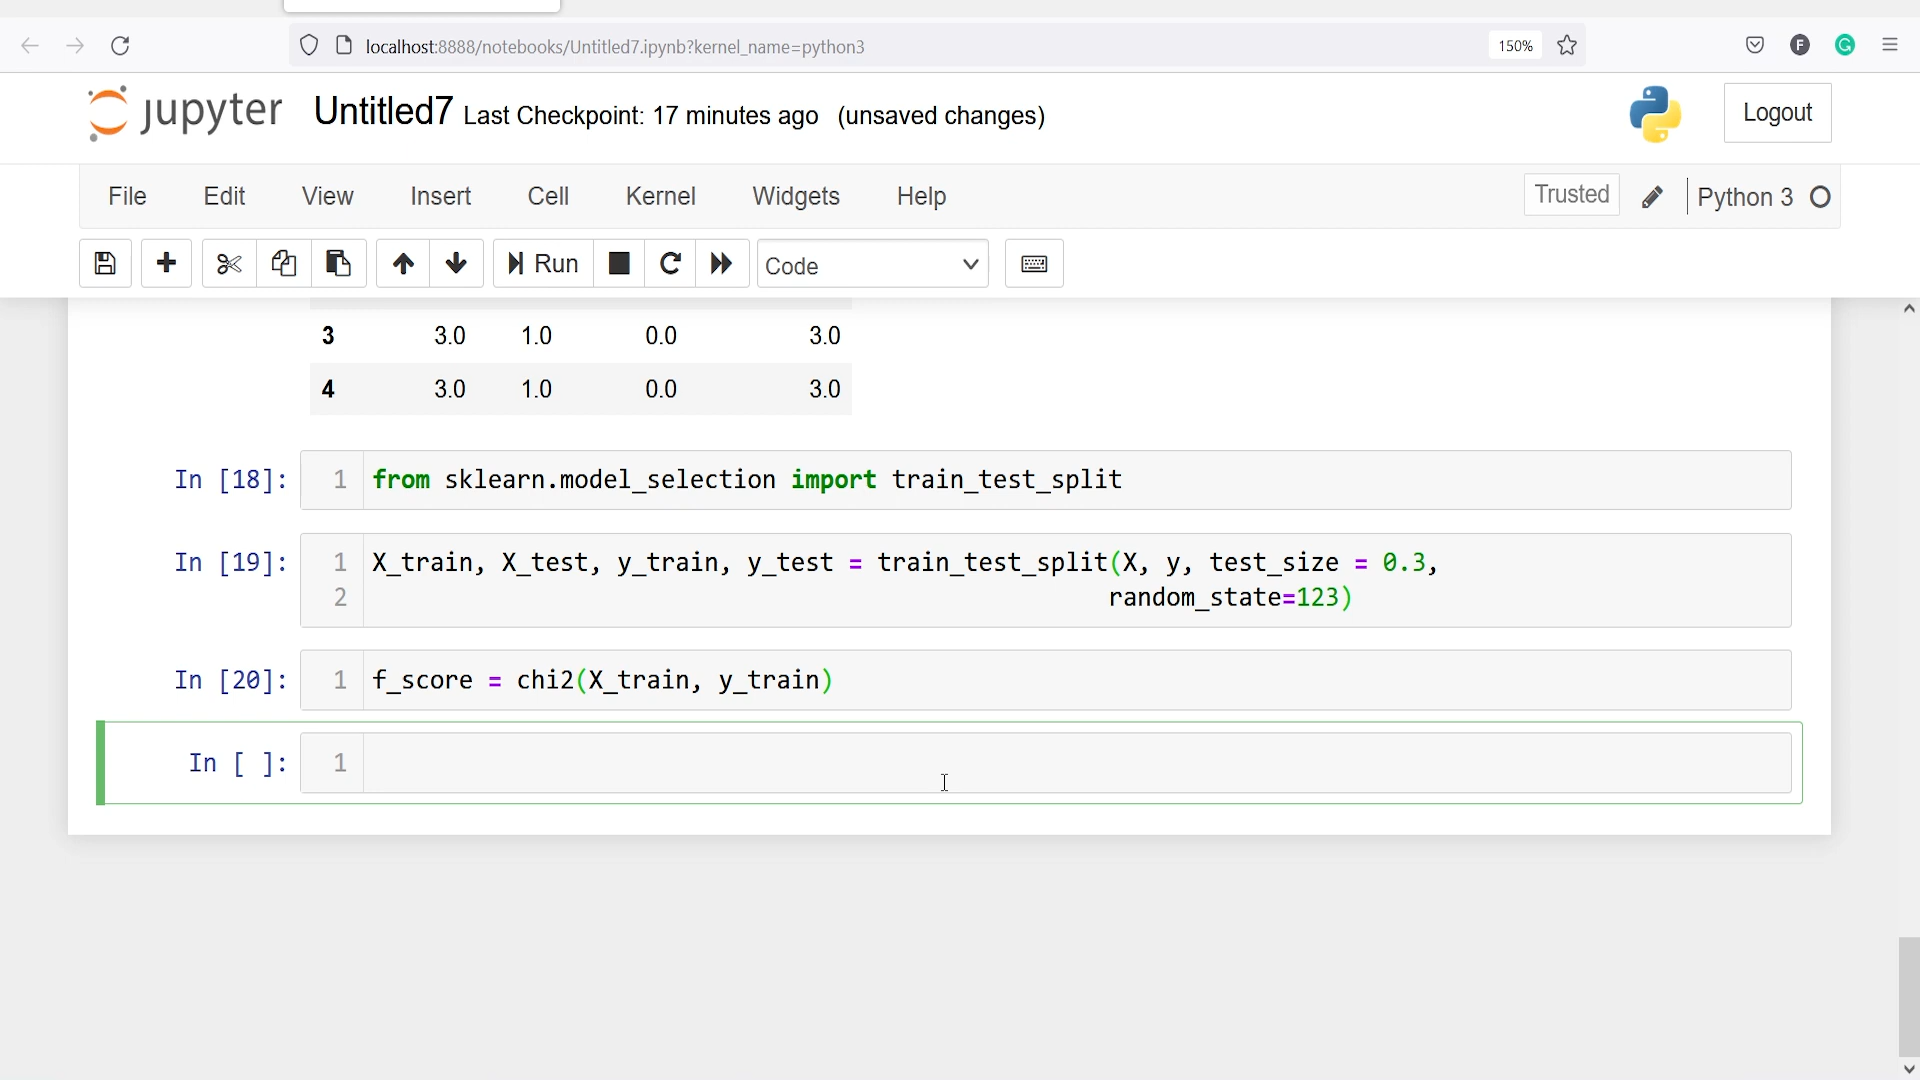 localhost:8888/notebooks/Untitled7.ipynb?kernel_name=python3 150% F G
jupyter Untitled7 Last Checkpoint: 17 minutes ago (unsaved changes) Logout
File Edit View Insert Cell Kernel Widgets Help Trusted Python 3
Run Code
3 3.0 1.0 0.0 3.0
4 3.0 1.0 0.0 3.0
In [18]: 1 from sklearn.model_selection import train_test_split
In [19]: 1 X_train, X_test, y_train, y_test = train_test_split(X, y, test_size = 0.3,
2 random_state=123)
In [20]: 1 f_score = chi2(X_train, y_train)
In [ ]: 1